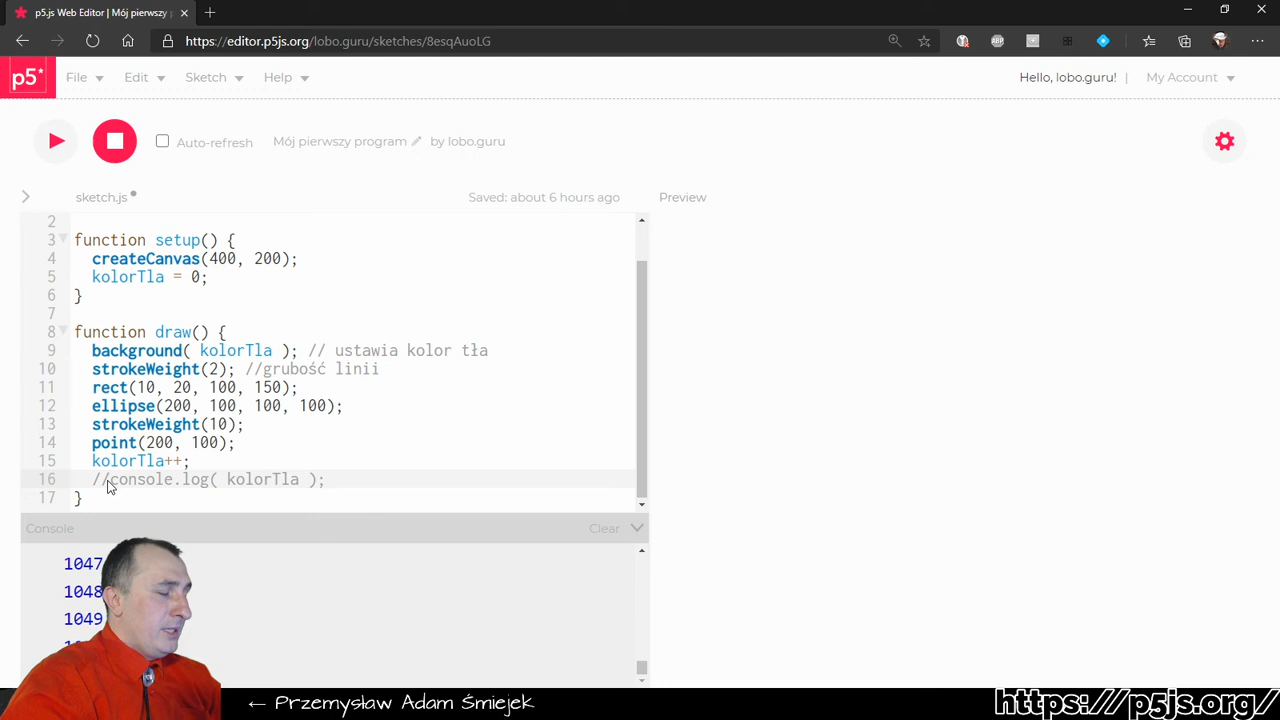 p5.js Web Editor | Mój pierwszy
https://editor.p5js.org/lobo.guru/sketches/8esqAuoLG
ABP
p5*
File
Edit
Sketch
Help
Hello, lobo.guru!
|
My Account
Auto-refresh
Mój pierwszy program
by lobo.guru
sketch.js
Saved: about 6 hours ago
Preview
2
3 function setup() {
4 createCanvas(400, 200);
5 kolorTla = 0;
6 }
7
8 function draw() {
9 background( kolorTla ); // ustawia kolor tła
10 strokeWeight(2); //grubość linii
11 rect(10, 20, 100, 150);
12 ellipse(200, 100, 100, 100);
13 strokeWeight(10);
14 point(200, 100);
15 kolorTla++;
16 //console.log( kolorTla );
17 }
Console
Clear
1047
1048
1049
← Przemysław Adam Śmiejek
https://p5js.org/